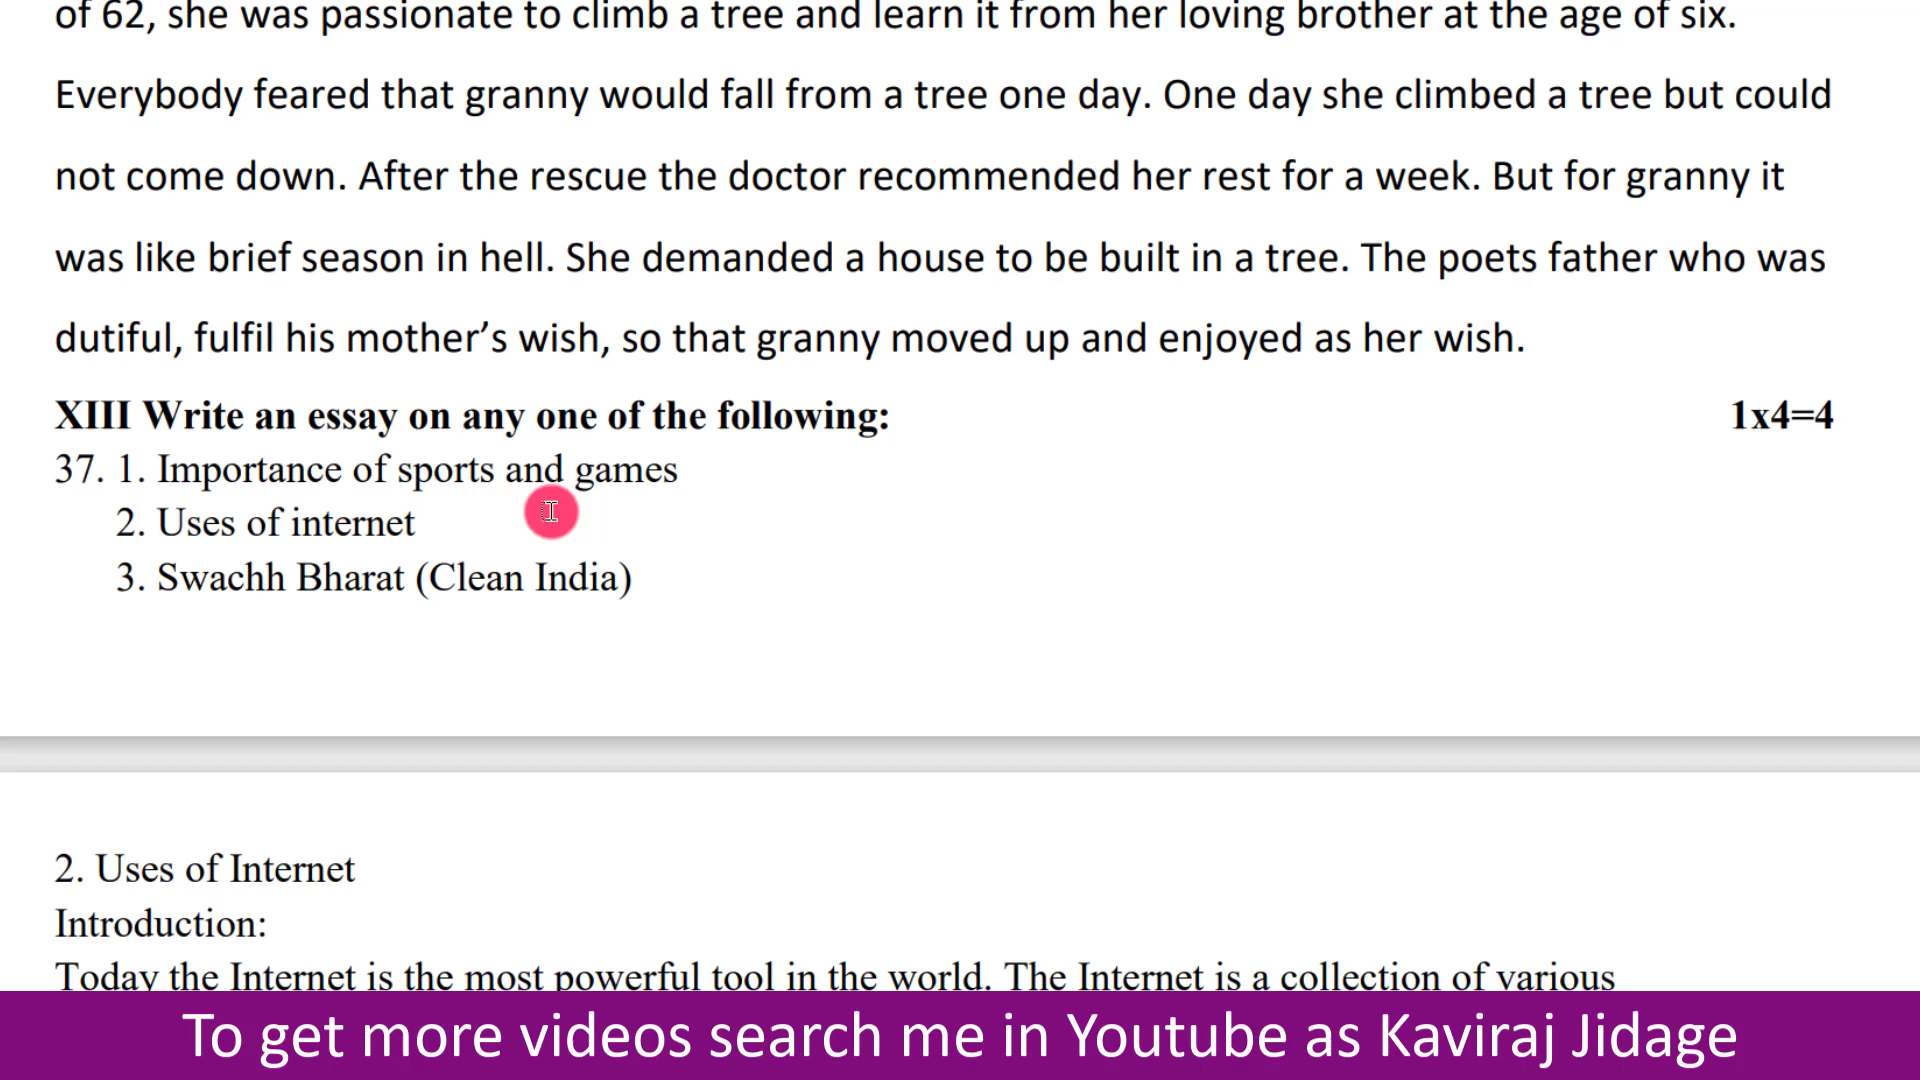 of 62, she was passionate to climb a tree and learn it from her loving brother at the age of six.
Everybody feared that granny would fall from a tree one day. One day she climbed a tree but could
not come down. After the rescue the doctor recommended her rest for a week. But for granny it
was like brief season in hell. She demanded a house to be built in a tree. The poets father who was
dutiful, fulfil his mother’s wish, so that granny moved up and enjoyed as her wish.
XIII Write an essay on any one of the following: 1x4=4
37. 1. Importance of sports and games
2. Uses of internet
3. Swachh Bharat (Clean India)
2. Uses of Internet
Introduction:
Today the Internet is the most powerful tool in the world. The Internet is a collection of various
To get more videos search me in Youtube as Kaviraj Jidage